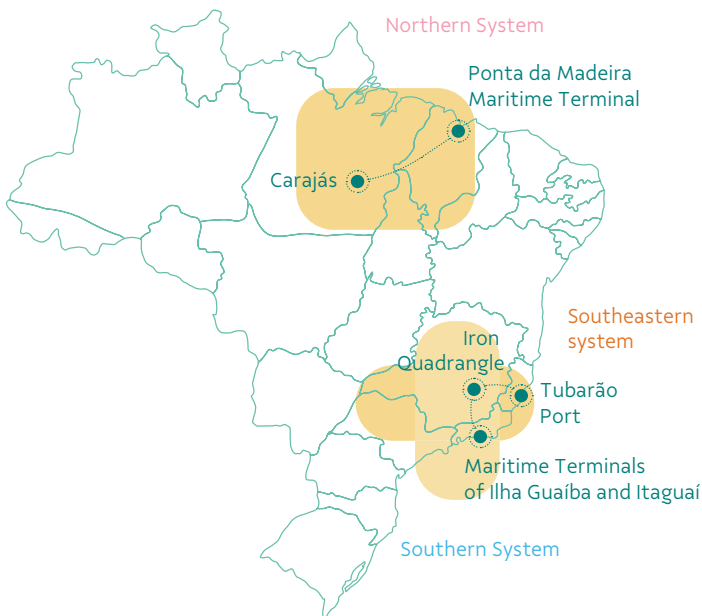 Northern System
Ponta da Madeira
Maritime Terminal
Carajás
Southeastern
system
Iron
Quadrangle
Tubarão
Port
Maritime Terminals
of Ilha Guaíba and Itaguaí
Southern System